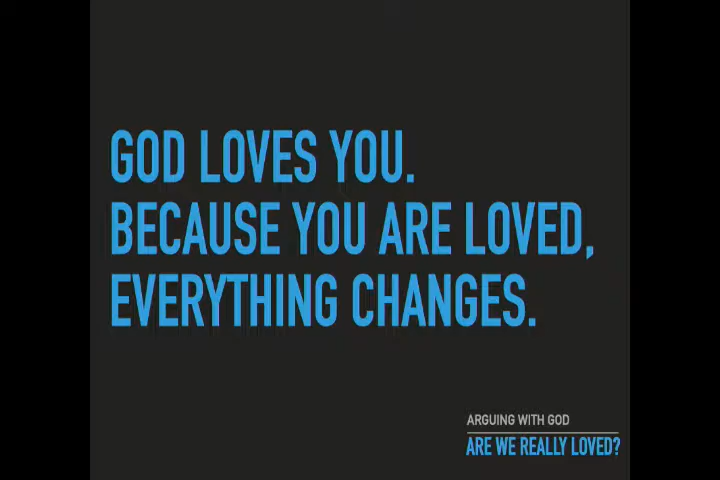 GOD LOVES YOU.
BECAUSE YOU ARE LOVED,
EVERYTHING CHANGES.
ARGUING WITH GOD
ARE WE REALLY LOVED?